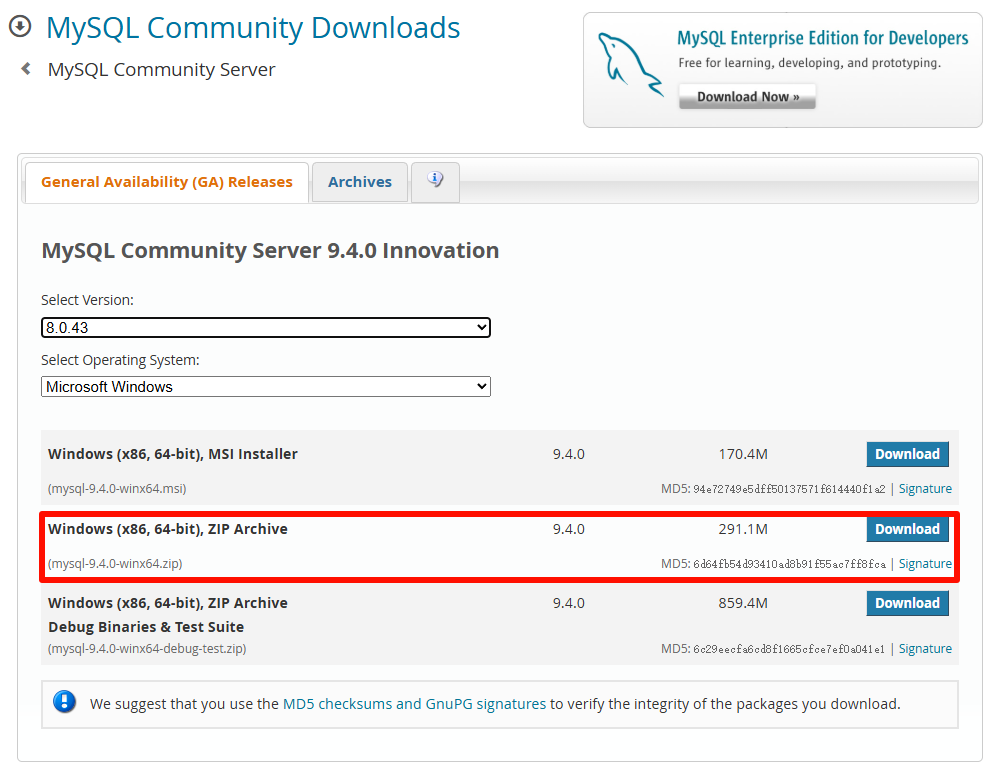 MySQL Community Downloads
MySQL Community Server
MySQL Enterprise Edition for Developers
Free for learning, developing, and prototyping.
Download Now »
General Availability (GA) Releases
Archives
MySQL Community Server 9.4.0 Innovation
Select Version:
8.0.43
Select Operating System:
Microsoft Windows
Windows (x86, 64-bit), MSI Installer 9.4.0 170.4M Download
(mysql-9.4.0-winx64.msi) MD5: 94e72749e5dff50137571f614440f1a2 | Signature
Windows (x86, 64-bit), ZIP Archive 9.4.0 291.1M Download
(mysql-9.4.0-winx64.zip) MD5: 6d64fb54d93410ad8b91f55ac7ff8fca | Signature
Windows (x86, 64-bit), ZIP Archive 9.4.0 859.4M Download
Debug Binaries & Test Suite
(mysql-9.4.0-winx64-debug-test.zip) MD5: 6c29eecfa6cd8f1665cfce7ef0a041e1 | Signature
We suggest that you use the MD5 checksums and GnuPG signatures to verify the integrity of the packages you download.